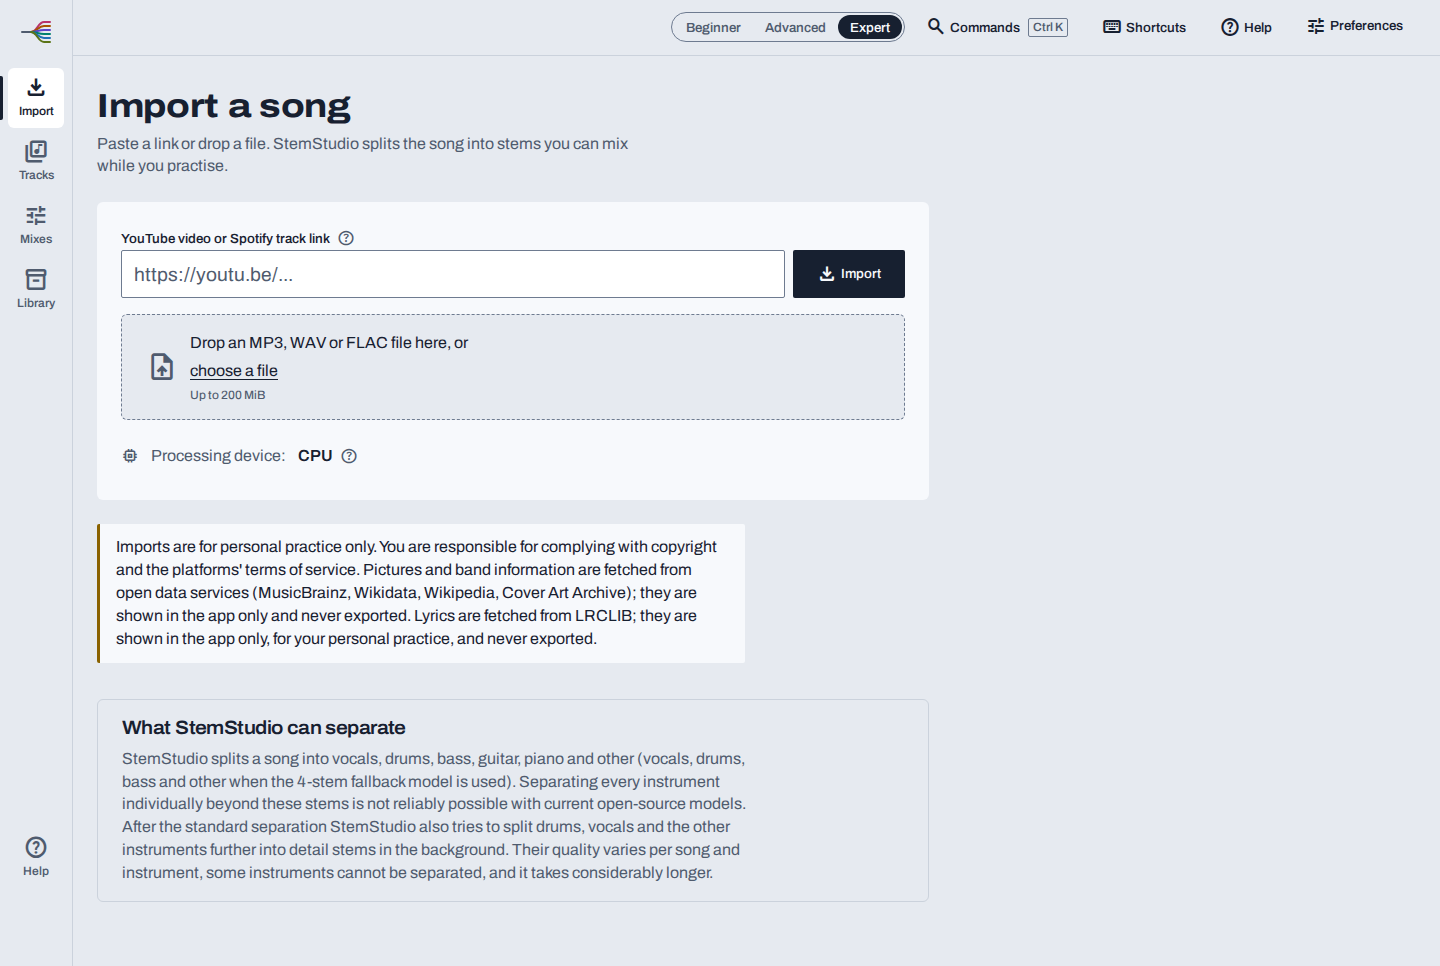 Beginner
Advanced
Expert
Commands
Ctrl K
Shortcuts
Help
Preferences
Import
Tracks
Mixes
Library
Help
Import a song
Paste a link or drop a file. StemStudio splits the song into stems you can mix
while you practise.
YouTube video or Spotify track link
https://youtu.be/...
Import
Drop an MP3, WAV or FLAC file here, or
choose a file
Up to 200 MiB
Processing device: CPU
Imports are for personal practice only. You are responsible for complying with copyright
and the platforms' terms of service. Pictures and band information are fetched from
open data services (MusicBrainz, Wikidata, Wikipedia, Cover Art Archive); they are
shown in the app only and never exported. Lyrics are fetched from LRCLIB; they are
shown in the app only, for your personal practice, and never exported.
What StemStudio can separate
StemStudio splits a song into vocals, drums, bass, guitar, piano and other (vocals, drums,
bass and other when the 4-stem fallback model is used). Separating every instrument
individually beyond these stems is not reliably possible with current open-source models.
After the standard separation StemStudio also tries to split drums, vocals and the other
instruments further into detail stems in the background. Their quality varies per song and
instrument, some instruments cannot be separated, and it takes considerably longer.